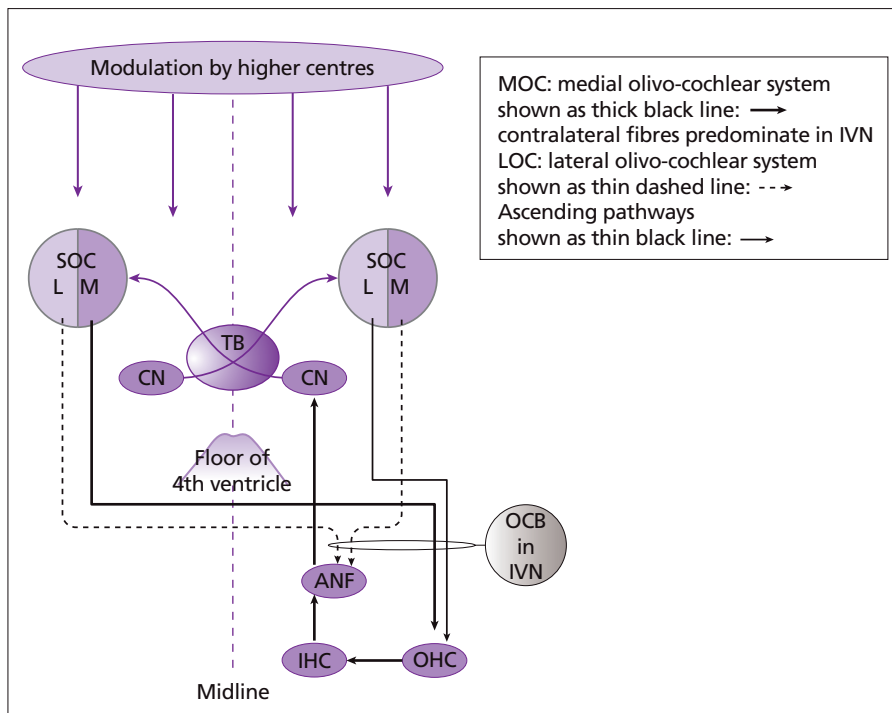 Modulation by higher centres
MOC: medial olivo-cochlear system
shown as thick black line:
contralateral fibres predominate in IVN
LOC: lateral olivo-cochlear system
shown as thin dashed line:
Ascending pathways
shown as thin black line:
SOC
L M
SOC
L M
TB
CN
CN
Floor of
4th ventricle
OCB
in
IVN
ANF
IHC
OHC
Midline